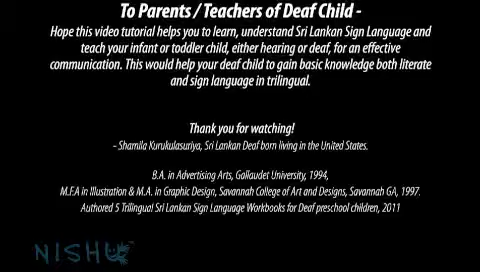 To Parents / Teachers of Deaf Child -
Hope this video tutorial helps you to learn, understand Sri Lankan Sign Language and
teach your infant or toddler child, either hearing or deaf, for an effective
communication. This would help your deaf child to gain basic knowledge both literate
and sign language in trilingual.
Thank you for watching!
- Shamila Kurukulasuriya, Sri Lankan Deaf born living in the United States.
B.A. in Advertising Arts, Gallaudet University, 1994,
M.F.A in Illustration & M.A. in Graphic Design, Savannah College of Art and Designs, Savannah GA, 1997.
Authored 5 Trilingual Sri Lankan Sign Language Workbooks for Deaf preschool children, 2011
NISHU